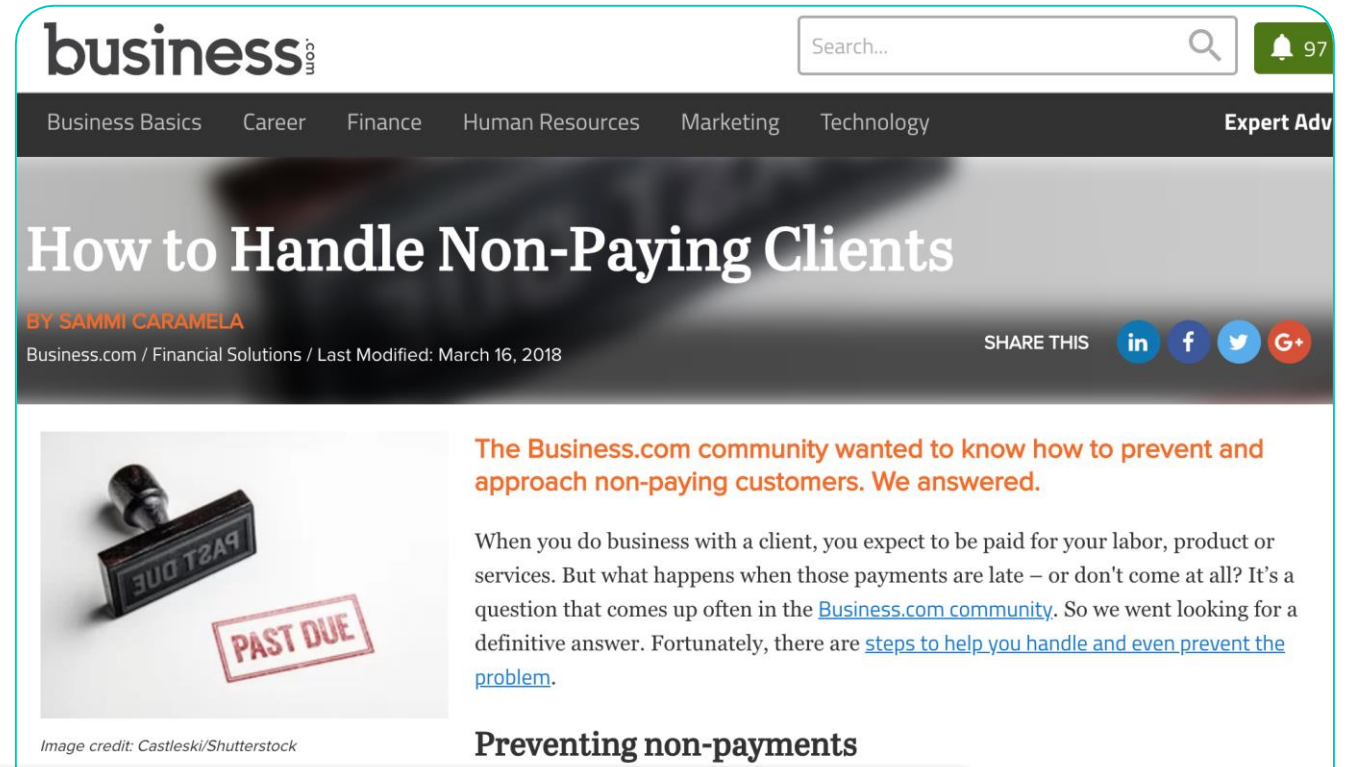 business.com
Search...
97
Business Basics Career Finance Human Resources Marketing Technology Expert Adv
How to Handle Non-Paying Clients
BY SAMMI CARAMELA
Business.com / Financial Solutions / Last Modified: March 16, 2018
SHARE THIS in f G+
The Business.com community wanted to know how to prevent and
approach non-paying customers. We answered.
When you do business with a client, you expect to be paid for your labor, product or
services. But what happens when those payments are late – or don't come at all? It’s a
question that comes up often in the Business.com community. So we went looking for a
definitive answer. Fortunately, there are steps to help you handle and even prevent the
problem.
PAST DUE
PAST DUE
Image credit: Castleski/Shutterstock
Preventing non-payments